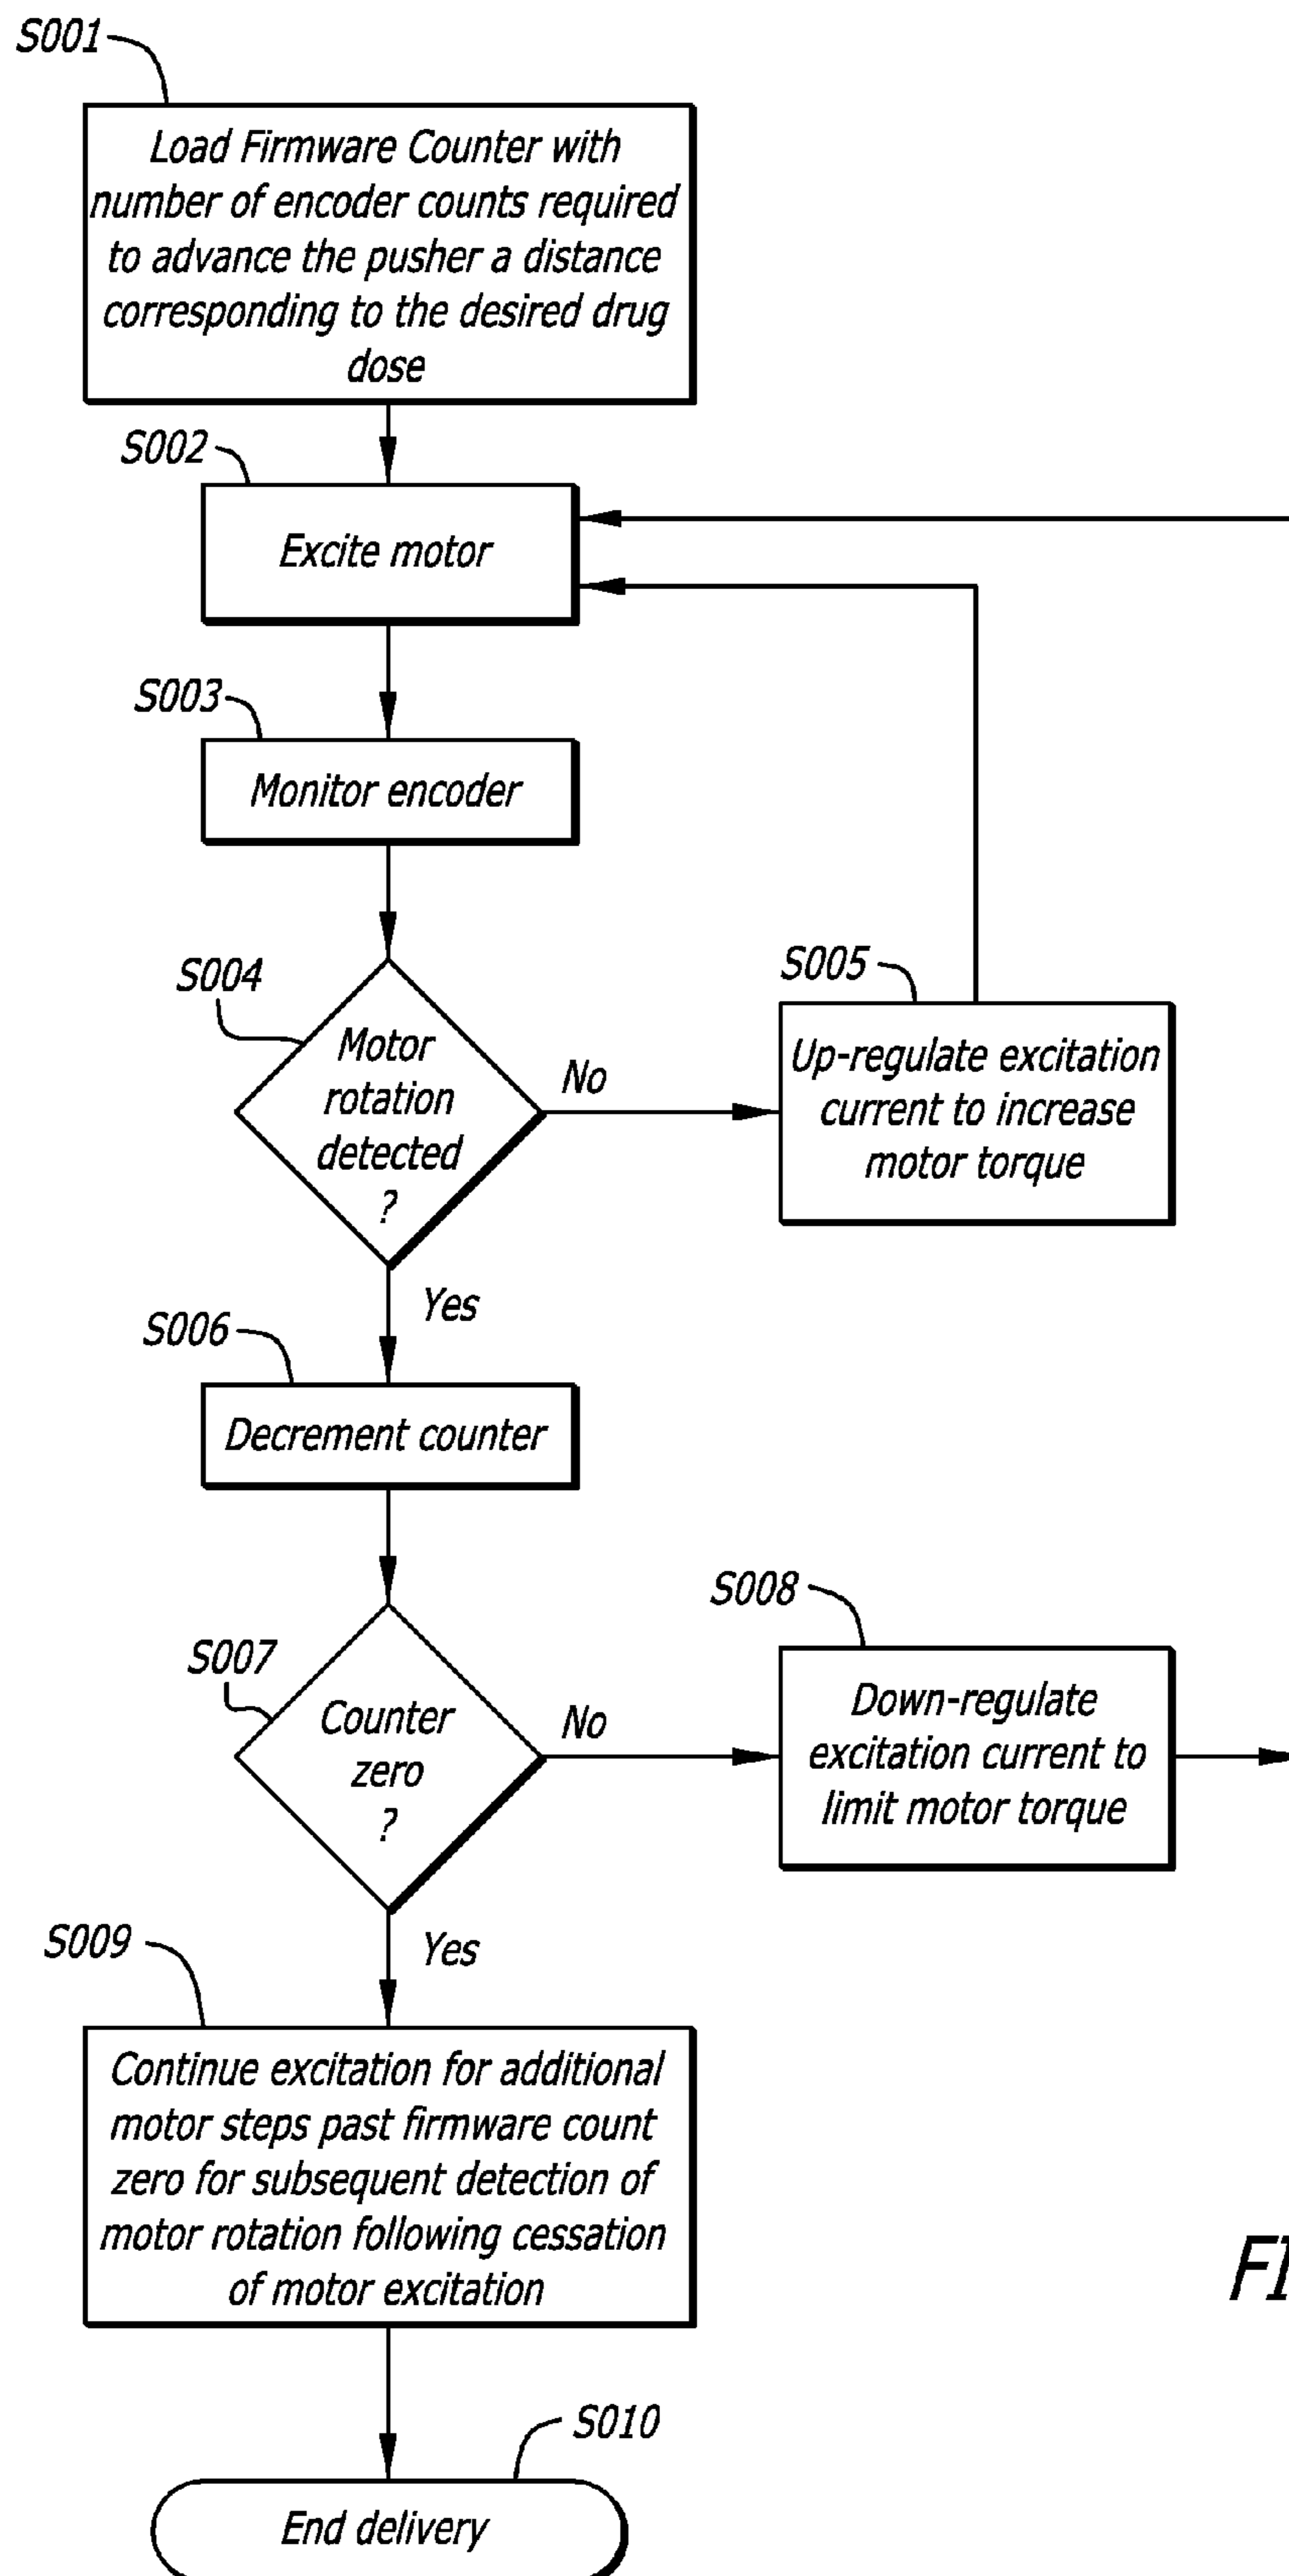 S001
Load Firmware Counter with
number of encoder counts required
to advance the pusher a distance
corresponding to the desired drug
dose
S002
Excite motor
S003
Monitor encoder
S004
Motor
rotation
detected
?
No
S005
Up-regulate excitation
current to increase
motor torque
Yes
S006
Decrement counter
S007
Counter
zero
?
No
S008
Down-regulate
excitation current to
limit motor torque
Yes
S009
Continue excitation for additional
motor steps past firmware count
zero for subsequent detection of
motor rotation following cessation
of motor excitation
FI
S010
End delivery